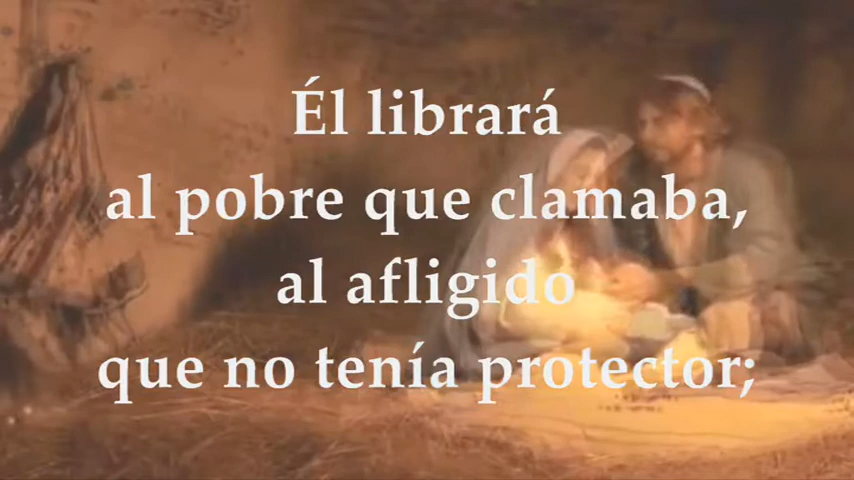 Él librará
al pobre que clamaba,
al afligido
que no tenía protector;